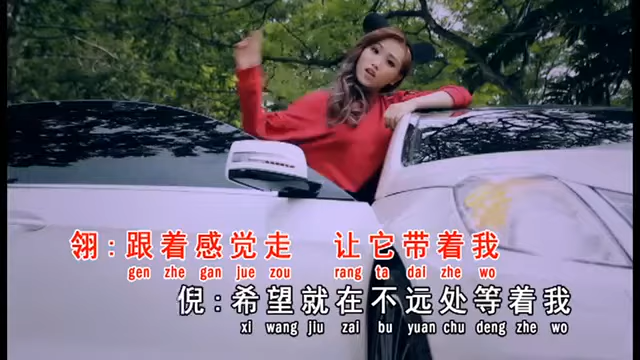 翎:跟着感觉走 让它带着我
gen zhe gan jue zou rang ta dai zhe wo
倪:希望就在不远处等着我
xi wang jiu zai bu yuan chu deng zhe wo